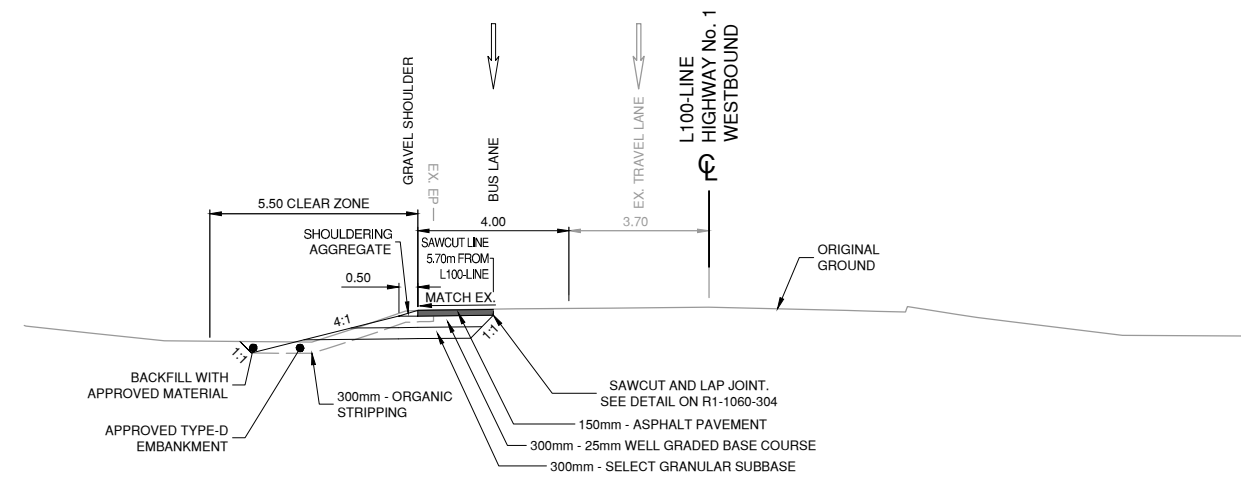 GRAVEL SHOULDER
EX. EP
BUS LANE
EX. TRAVEL LANE
L100-LINE
HIGHWAY No. 1
WESTBOUND
℄
5.50 CLEAR ZONE
4.00
3.70
SHOULDERING
AGGREGATE
SAWCUT LINE
5.70m FROM
L100-LINE
0.50
MATCH EX.
ORIGINAL
GROUND
4:1
1:1
1:1
BACKFILL WITH
APPROVED MATERIAL
300mm - ORGANIC
STRIPPING
SAWCUT AND LAP JOINT.
SEE DETAIL ON R1-1060-304
APPROVED TYPE-D
EMBANKMENT
150mm - ASPHALT PAVEMENT
300mm - 25mm WELL GRADED BASE COURSE
300mm - SELECT GRANULAR SUBBASE